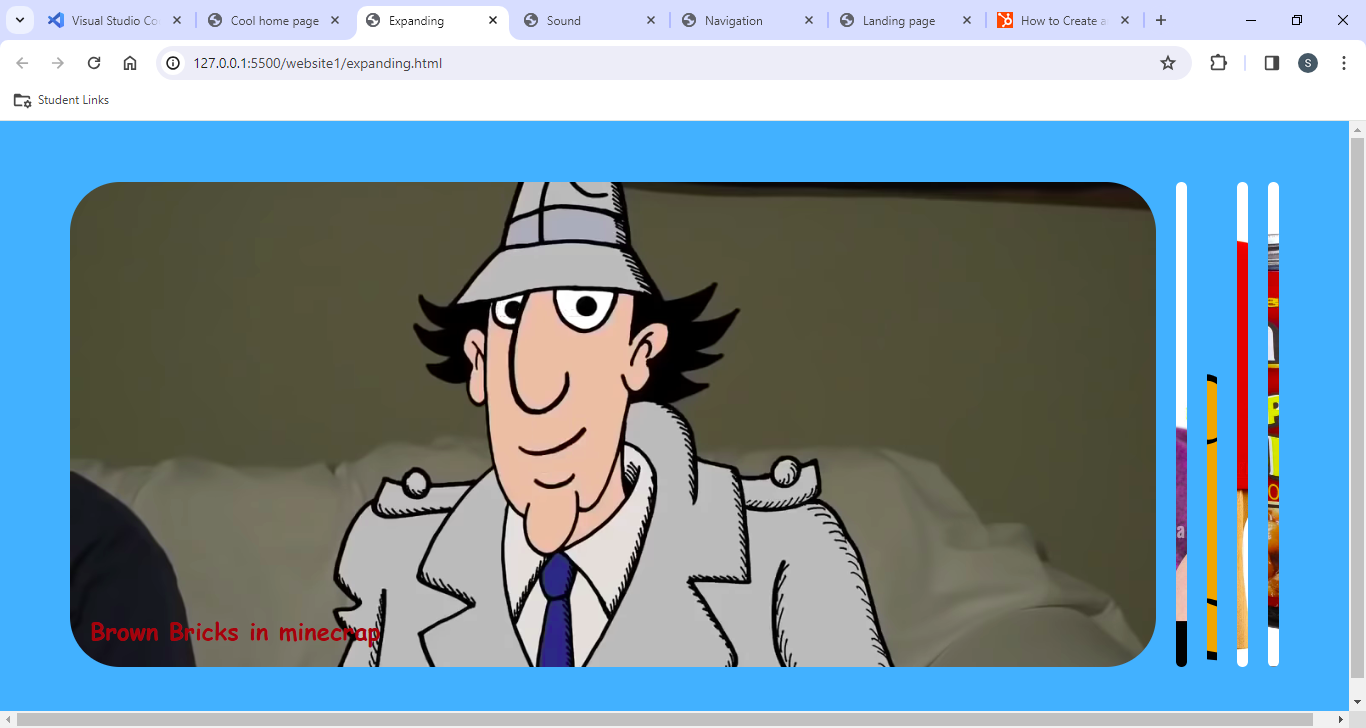 Visual Studio Co
Cool home page
Expanding
Sound
Navigation
Landing page
How to Create a
127.0.0.1:5500/website1/expanding.html
S
Student Links
Brown Bricks in minecrap